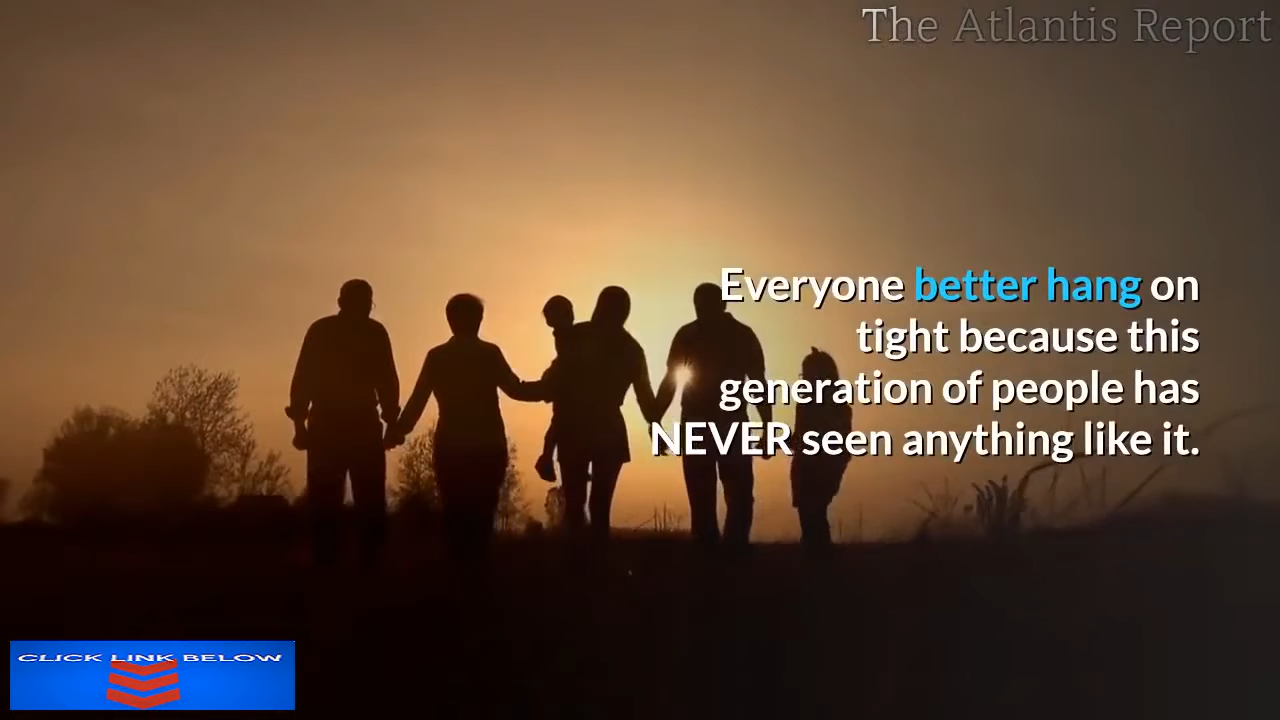 The Atlantis Report
Everyone better hang on
tight because this
generation of people has
NEVER seen anything like it.
CLICK LINK BELOW